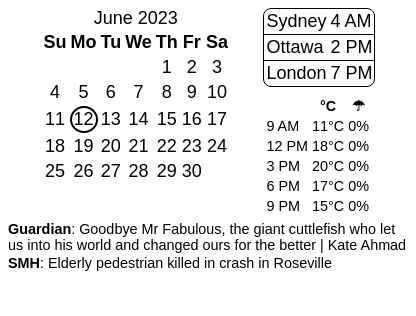 June 2023
Su Mo Tu We Th Fr Sa
1 2 3
4 5 6 7 8 9 10
11 12 13 14 15 16 17
18 19 20 21 22 23 24
25 26 27 28 29 30
Sydney 4 AM
Ottawa 2 PM
London 7 PM
°C ☂
9 AM 11°C 0%
12 PM 18°C 0%
3 PM 20°C 0%
6 PM 17°C 0%
9 PM 15°C 0%
Guardian: Goodbye Mr Fabulous, the giant cuttlefish who let
us into his world and changed ours for the better | Kate Ahmad
SMH: Elderly pedestrian killed in crash in Roseville